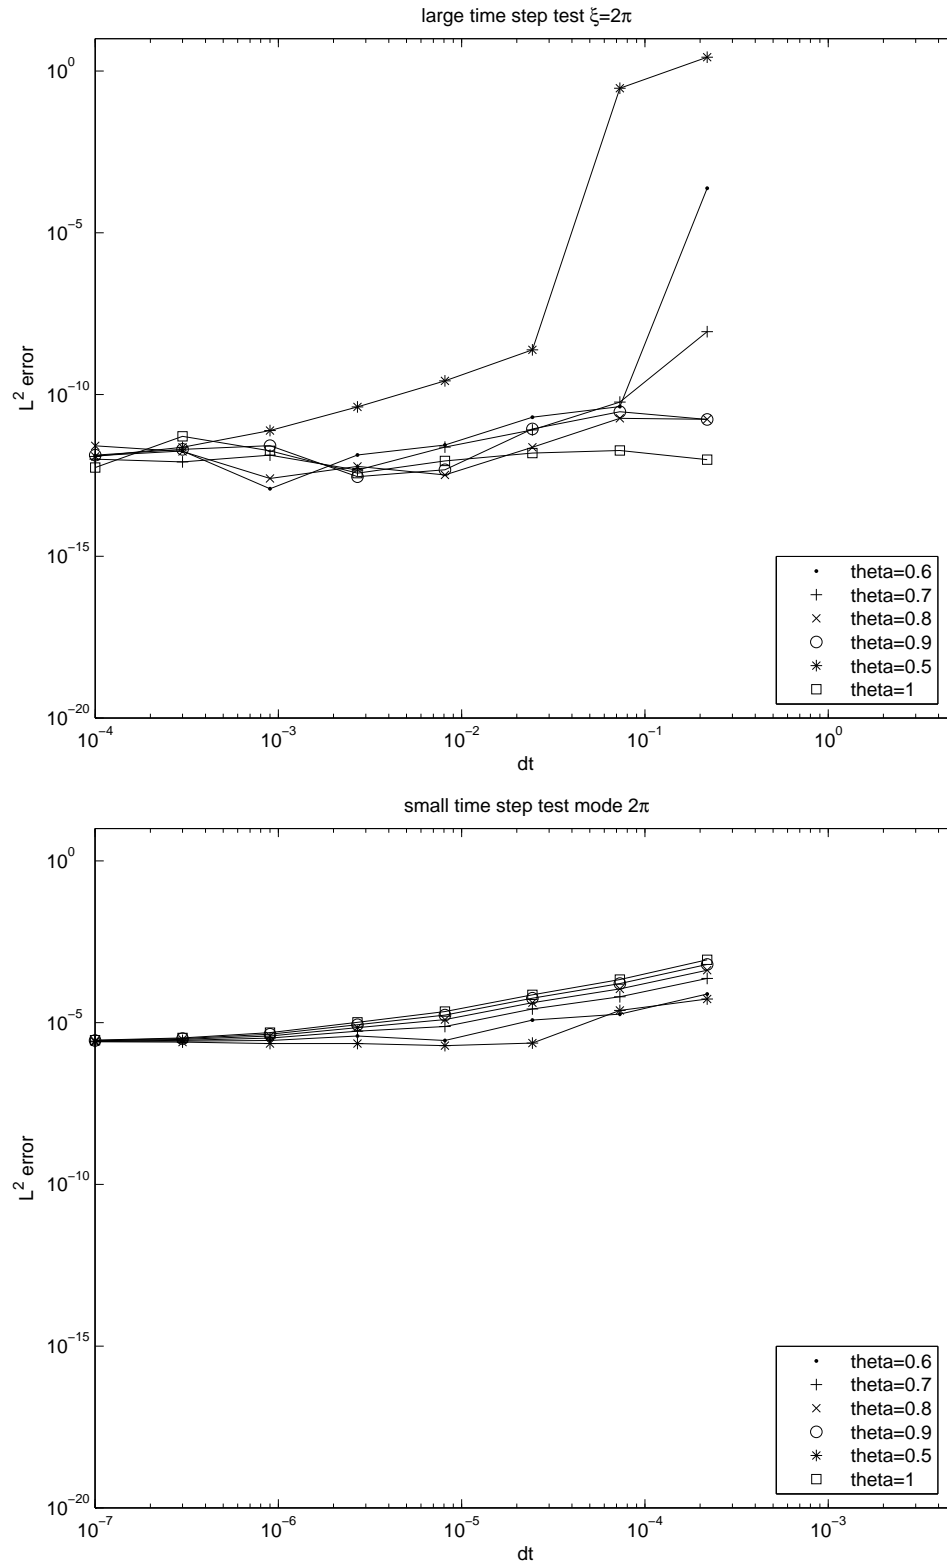 large time step test ξ=2π
10^0
10^−5
10^−10
10^−15
10^−20
L^2 error
10^−4
10^−3
10^−2
10^−1
10^0
dt
theta=0.6
theta=0.7
theta=0.8
theta=0.9
theta=0.5
theta=1
small time step test mode 2π
10^0
10^−5
10^−10
10^−15
10^−20
L^2 error
10^−7
10^−6
10^−5
10^−4
10^−3
dt
theta=0.6
theta=0.7
theta=0.8
theta=0.9
theta=0.5
theta=1